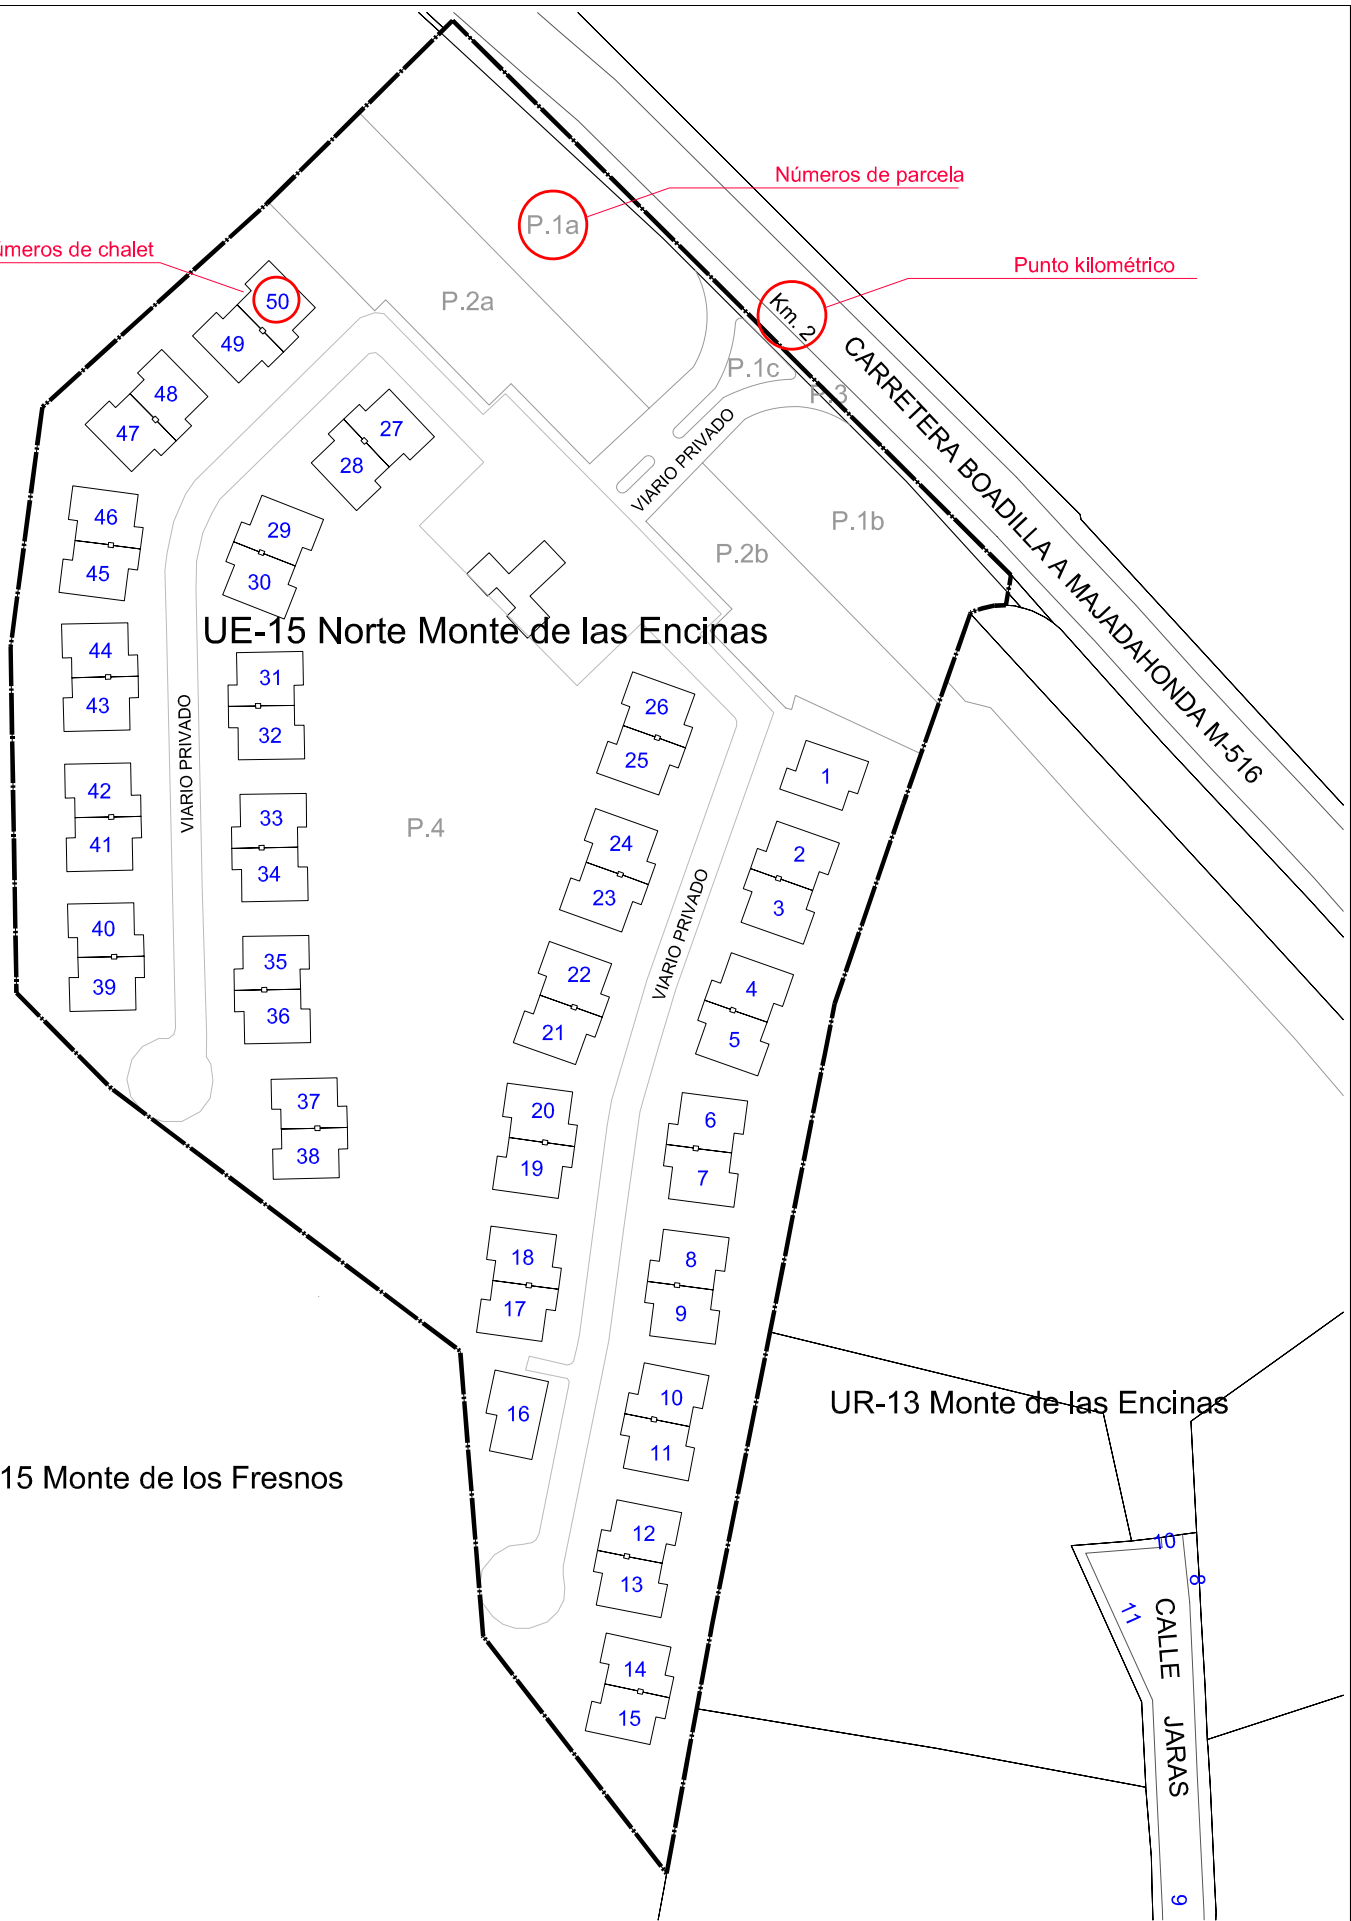 Números de parcela
P.1a
úmeros de chalet
Punto kilométrico
50
P.2a
Km. 2
49
P.1c
CARRETERA BOADILLA A MAJADAHONDA M-516
P.3
48
47
27
28
VIARIO PRIVADO
46
45
29
30
P.1b
P.2b
UE-15 Norte Monte de las Encinas
44
43
31
32
26
25
VIARIO PRIVADO
42
41
33
34
P.4
1
24
23
2
3
VIARIO PRIVADO
40
39
35
36
22
21
4
5
37
38
20
19
6
7
18
17
8
9
16
10
11
UR-13 Monte de las Encinas
15 Monte de los Fresnos
12
13
10
8
11
CALLE JARAS
14
15
9